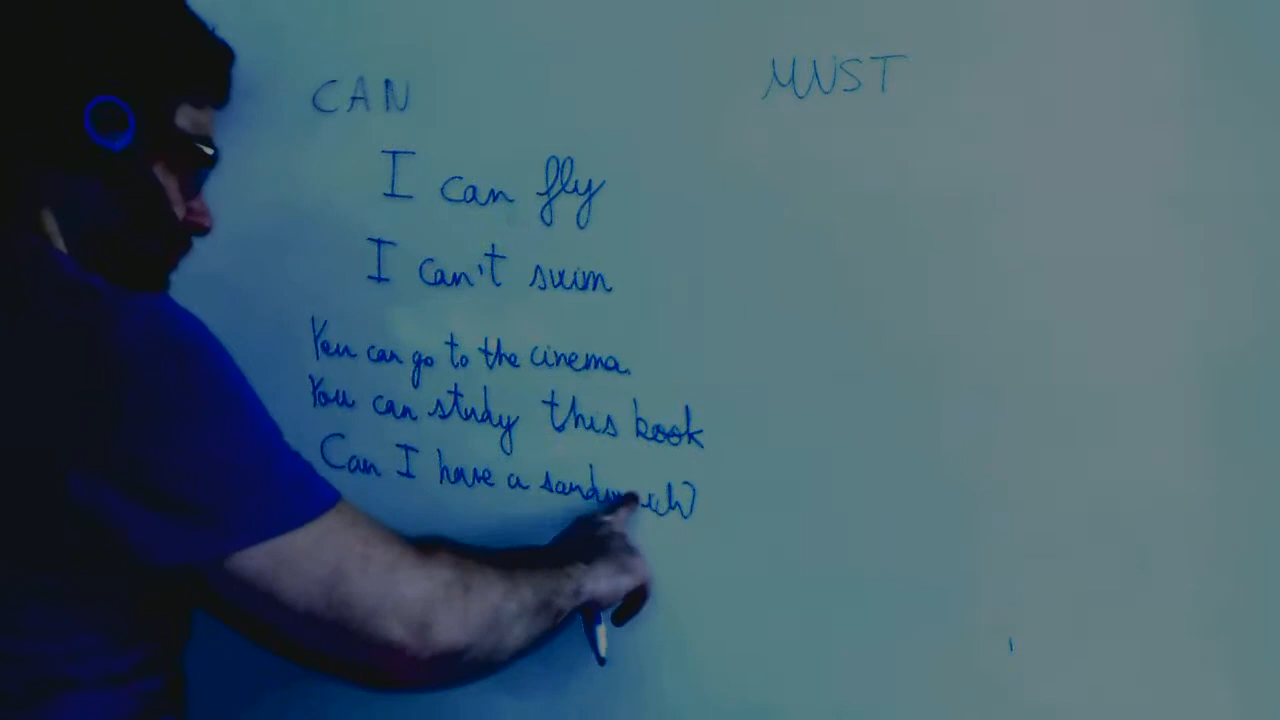 CAN
MUST
I can fly
I can't swim
You can go to the cinema.
You can study this book
Can I have a sandwich?